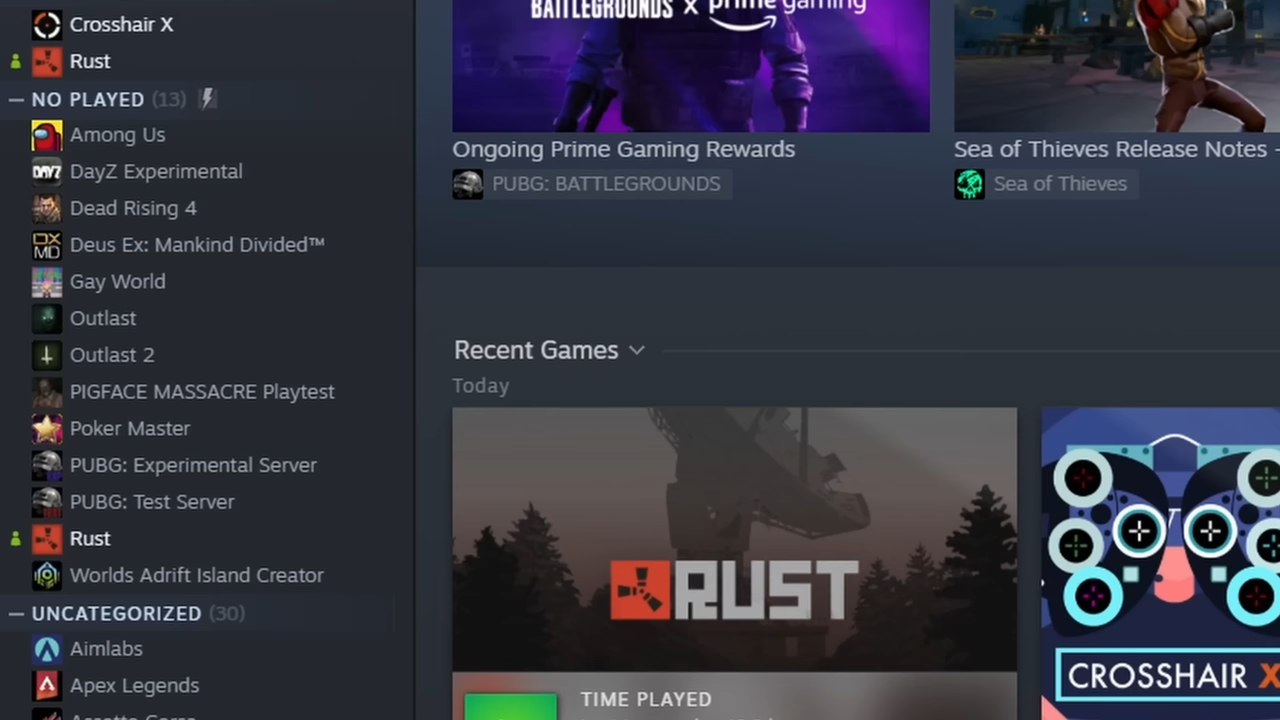 Crosshair X
Rust
NO PLAYED (13)
Among Us
DayZ Experimental
Dead Rising 4
Deus Ex: Mankind Divided™
Gay World
Outlast
Outlast 2
PIGFACE MASSACRE Playtest
Poker Master
PUBG: Experimental Server
PUBG: Test Server
Rust
Worlds Adrift Island Creator
UNCATEGORIZED (30)
Aimlabs
Apex Legends
BATTLEGROUNDS X prime gaming
Ongoing Prime Gaming Rewards
PUBG: BATTLEGROUNDS
Sea of Thieves Release Notes -
Sea of Thieves
Recent Games
Today
RUST
TIME PLAYED
CROSSHAIR X
DAYZ
DX
MD